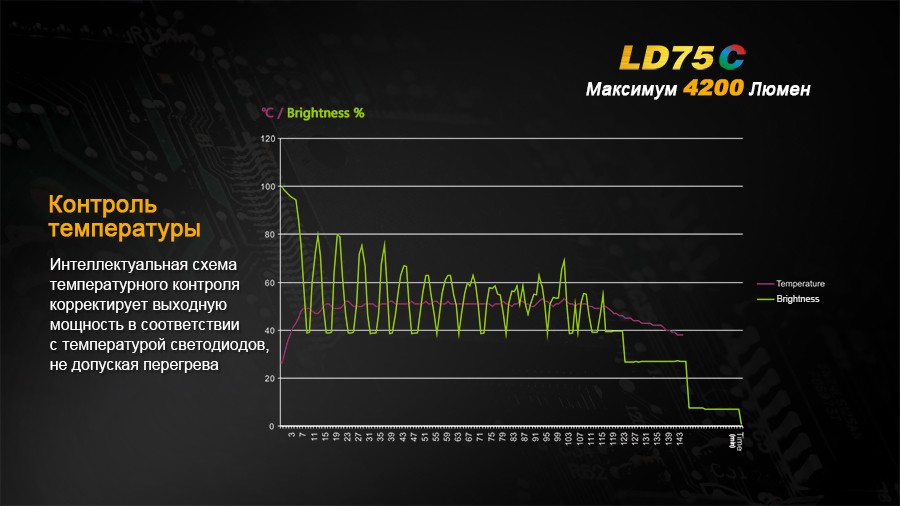 LD75C
Максимум 4200 Люмен
°C / Brightness %
Контроль
температуры
Интеллектуальная схема
температурного контроля
корректирует выходную
мощность в соответствии
с температурой светодиодов,
не допуская перегрева
120
100
80
60
40
20
0
Temperature
Brightness
3 7 11 15 19 23 27 31 35 39 43 47 51 55 59 63 67 71 75 79 83 87 91 95 99 103 107 111 115 119 123 127 131 135 139 143
Time
(min)